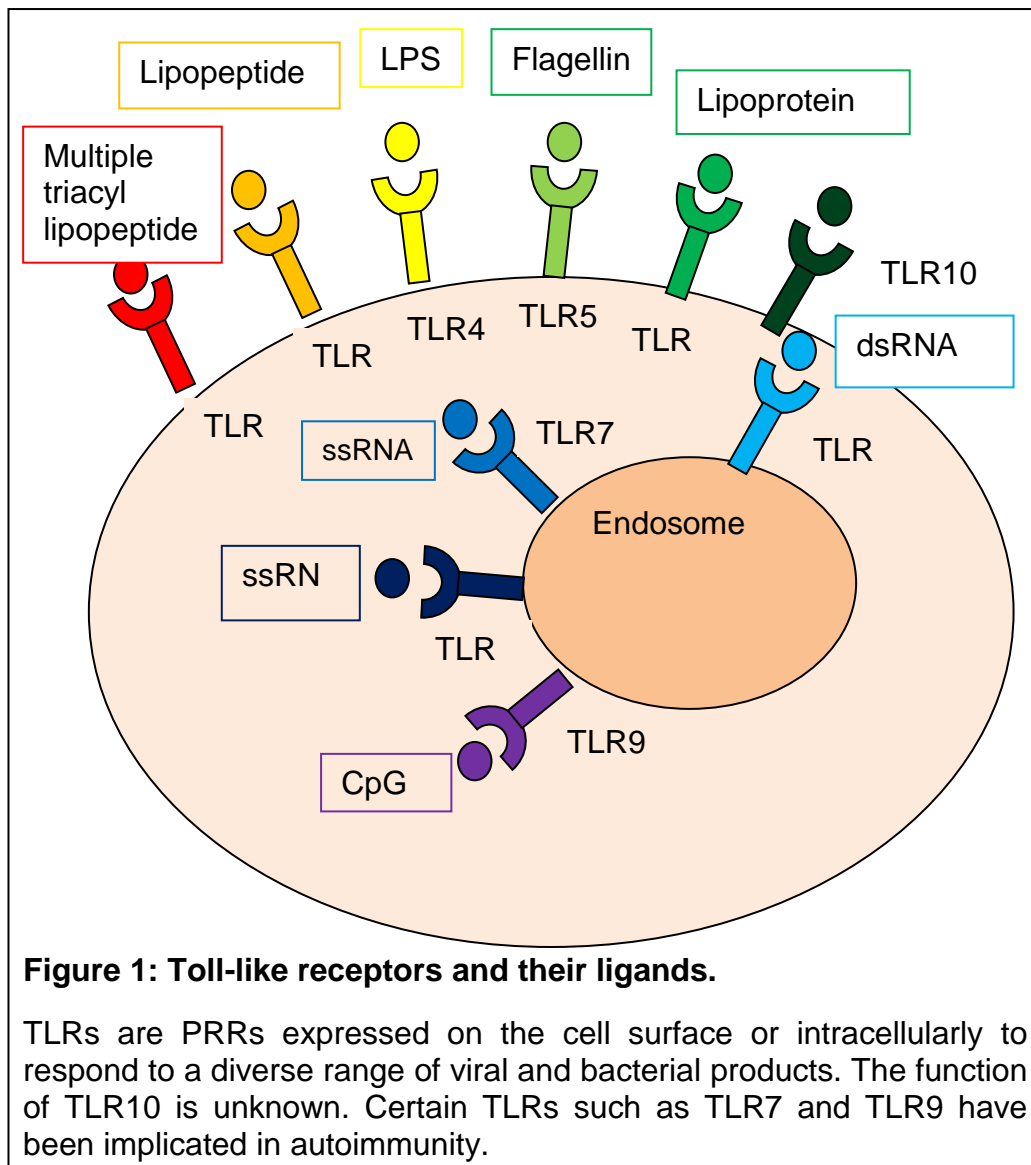 Lipopeptide
LPS
Flagellin
Lipoprotein
Multiple
triacyl
lipopeptide
TLR10
TLR4
TLR5
TLR
TLR
TLR
dsRNA
TLR7
ssRNA
TLR
Endosome
ssRN
TLR
TLR9
CpG
Figure 1: Toll-like receptors and their ligands.
TLRs are PRRs expressed on the cell surface or intracellularly to
respond to a diverse range of viral and bacterial products. The function
of TLR10 is unknown. Certain TLRs such as TLR7 and TLR9 have
been implicated in autoimmunity.